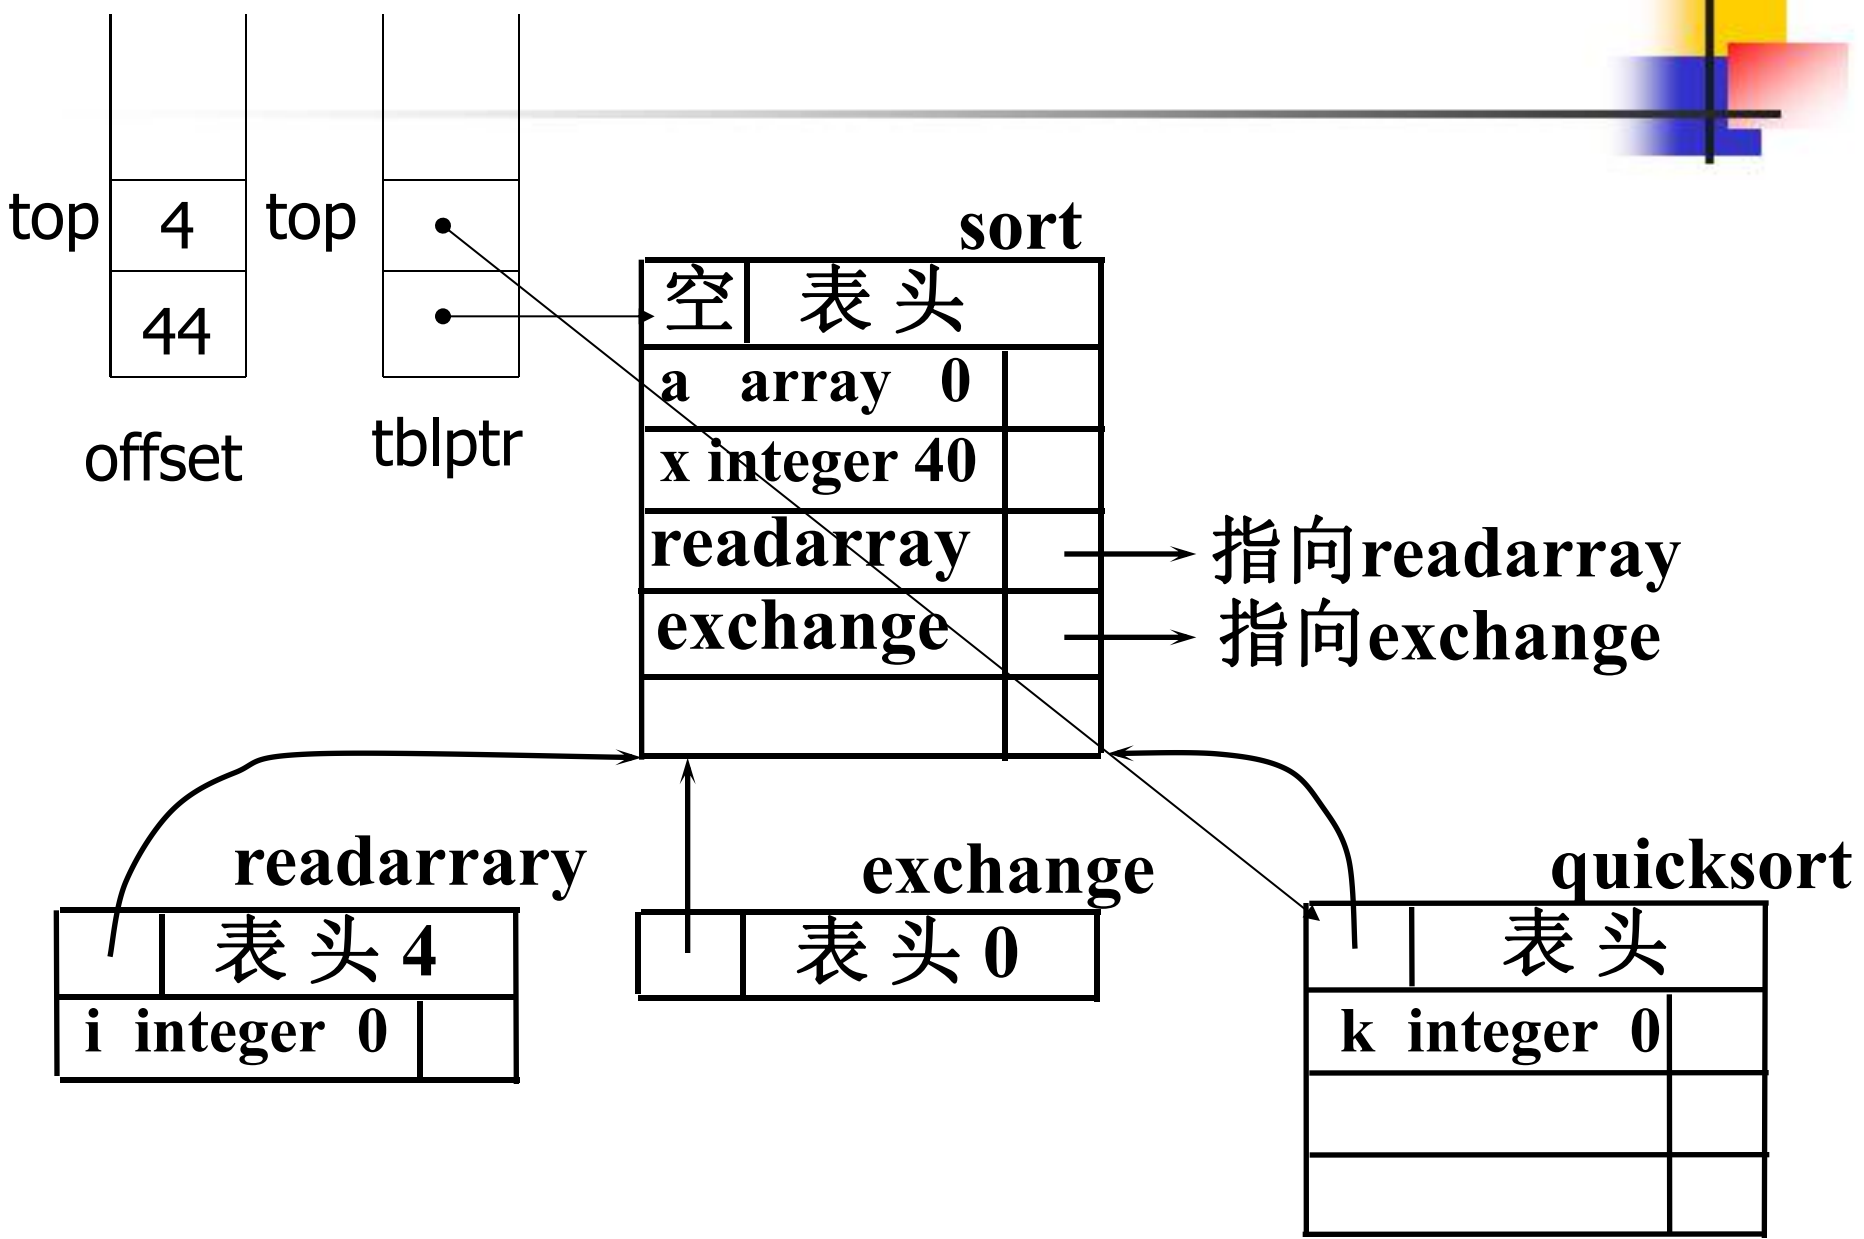 top 4 top
44
offset
tblptr
sort
空 表 头
a array 0
x integer 40
readarray
指向readarray
exchange
指向exchange
readarrary
表 头 4
i integer 0
exchange
表 头 0
quicksort
表 头
k integer 0